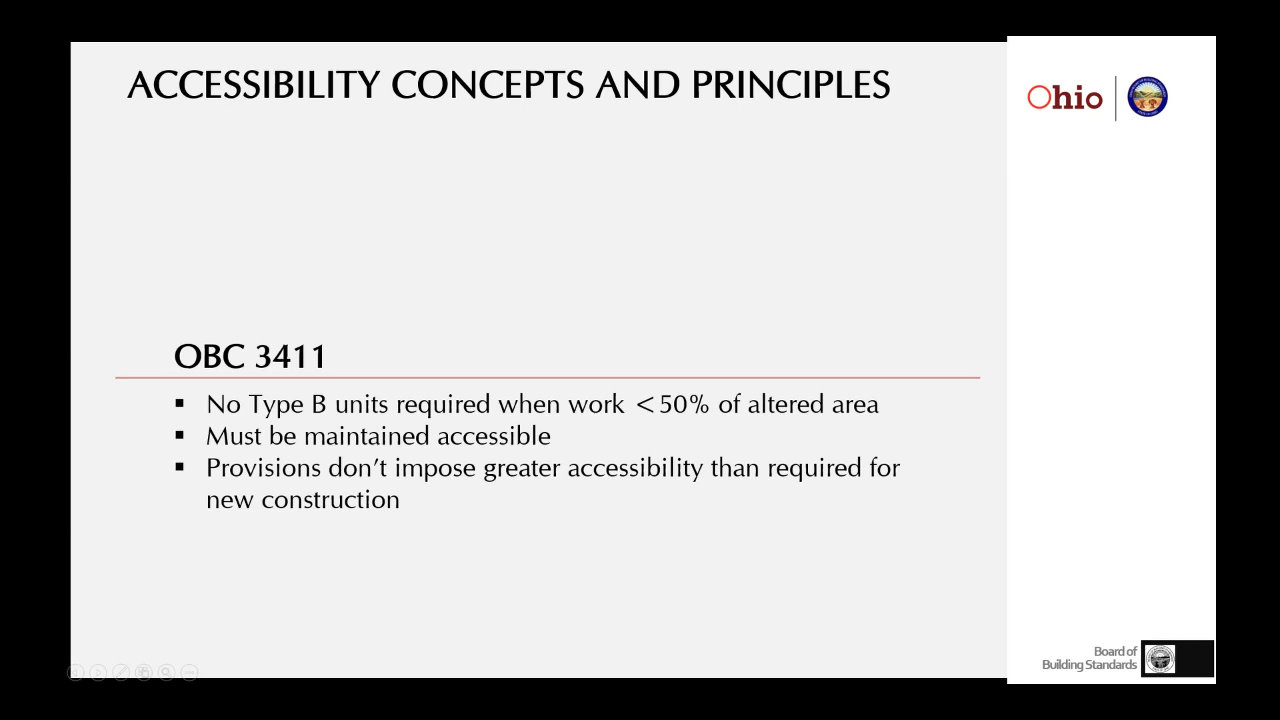 ACCESSIBILITY CONCEPTS AND PRINCIPLES
Ohio
OBC 3411
▪ No Type B units required when work <50% of altered area
▪ Must be maintained accessible
▪ Provisions don’t impose greater accessibility than required for
new construction
Board of
Building Standards